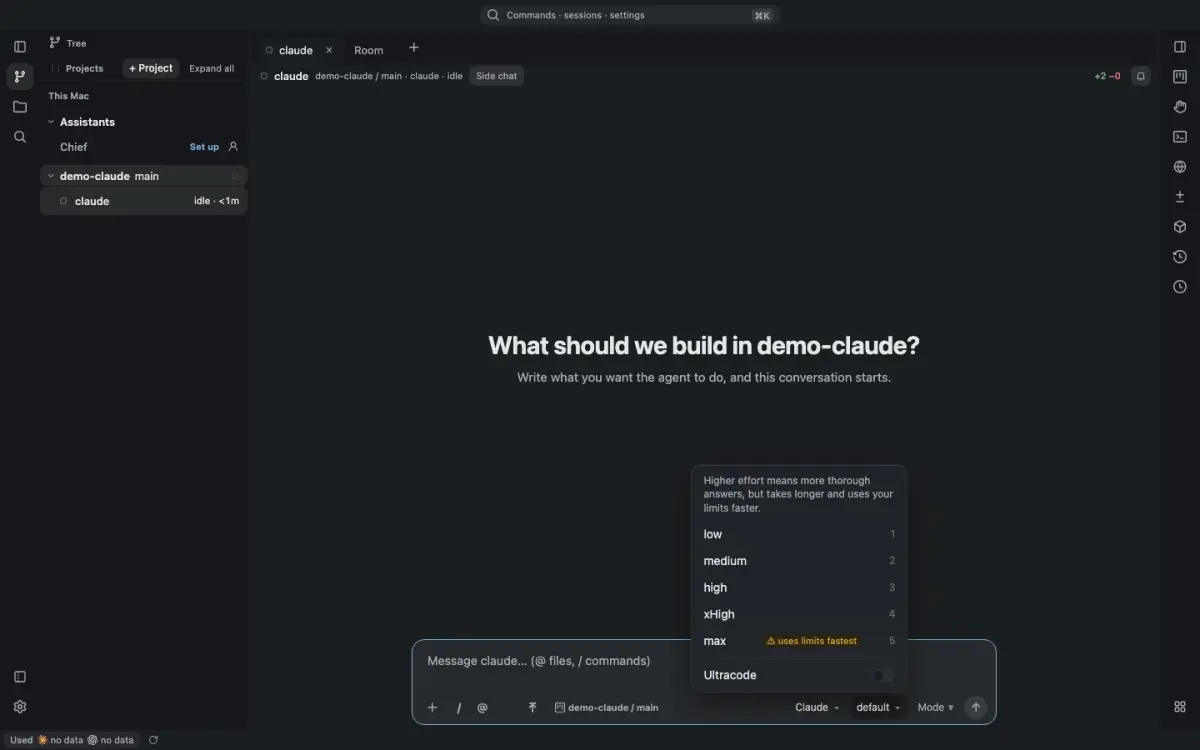 Commands · sessions · settings ⌘K
Tree
Projects + Project Expand all
This Mac
Assistants
Chief Set up
demo-claude main
claude idle · <1m
claude × Room +
claude demo-claude / main · claude · idle Side chat +2 −0
What should we build in demo-claude?
Write what you want the agent to do, and this conversation starts.
Higher effort means more thorough
answers, but takes longer and uses your
limits faster.
low 1
medium 2
high 3
xHigh 4
max ⚠ uses limits fastest 5
Ultracode
Message claude... (@ files, / commands)
+ / @ demo-claude / main Claude default Mode
Used no data no data